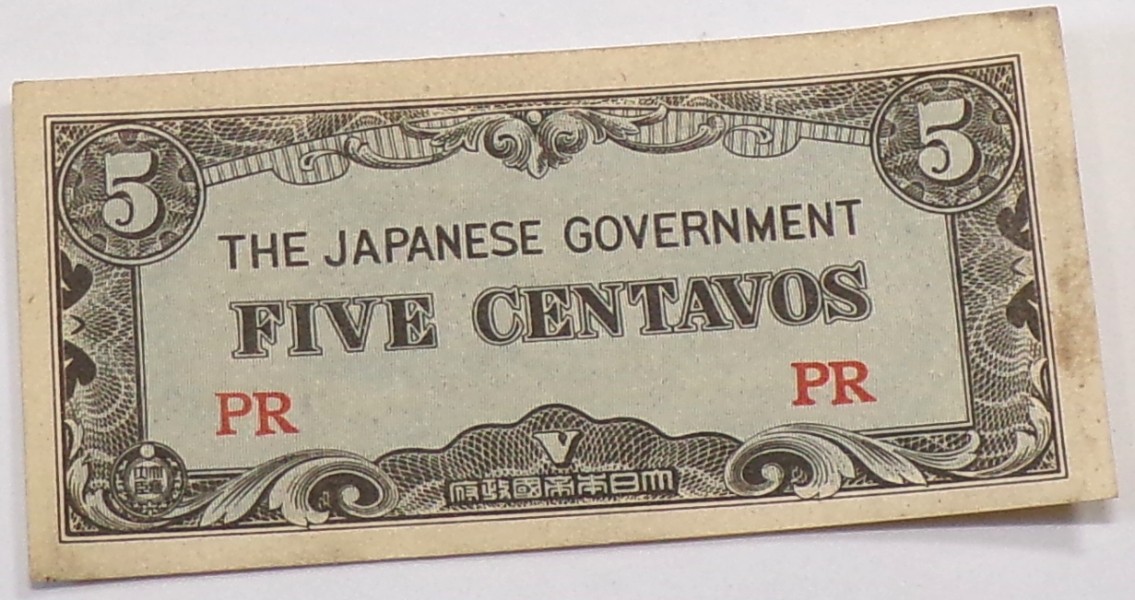 5 5
THE JAPANESE GOVERNMENT
FIVE CENTAVOS
PR PR
V
大日本帝國政府